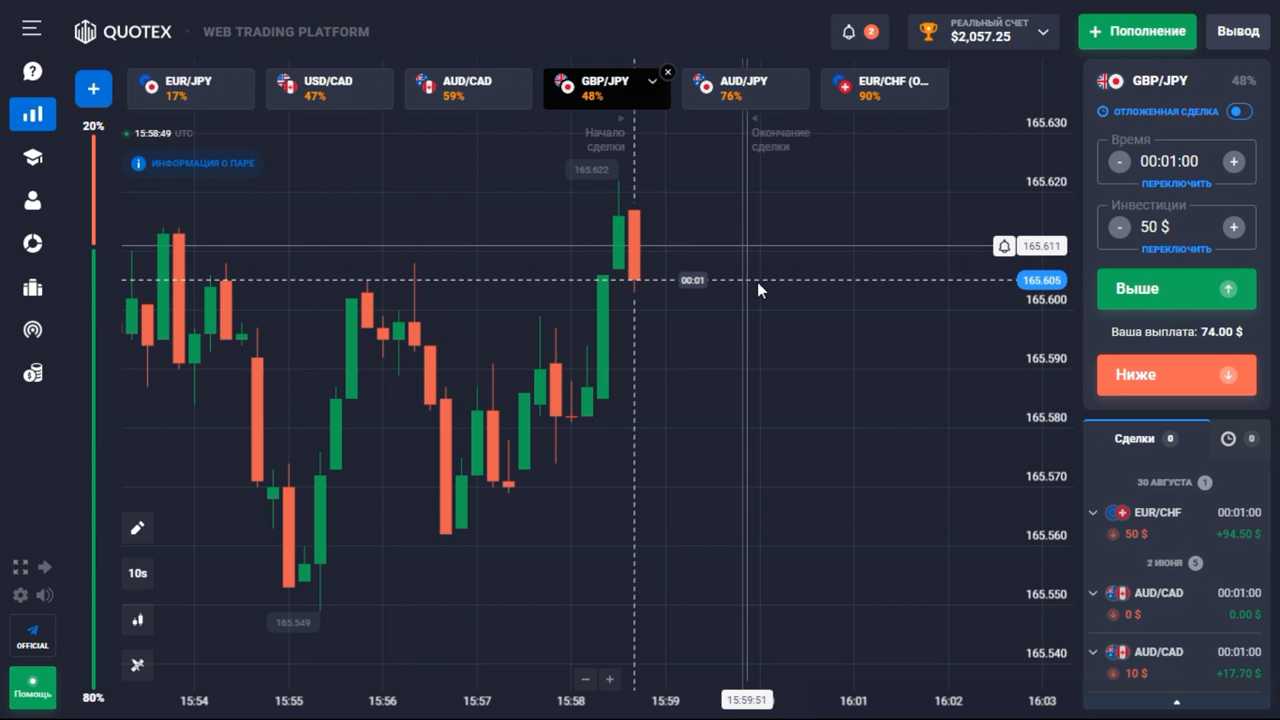 QUOTEX
WEB TRADING PLATFORM
2
РЕАЛЬНЫЙ СЧЕТ
$2,057.25
+ Пополнение
Вывод
+
EUR/JPY
17%
USD/CAD
47%
AUD/CAD
59%
GBP/JPY
48%
AUD/JPY
76%
EUR/CHF (O...
90%
20%
80%
15:58:49 UTC
ИНФОРМАЦИЯ О ПАРЕ
Начало
сделки
Окончание
сделки
165.622
165.549
00:01
165.630
165.620
165.611
165.605
165.600
165.590
165.580
165.570
165.560
165.550
165.540
10s
15:54
15:55
15:56
15:57
15:58
15:59
15:59:51
16:01
16:02
16:03
OFFICIAL
Помощь
GBP/JPY
48%
ОТЛОЖЕННАЯ СДЕЛКА
Время
- 00:01:00 +
ПЕРЕКЛЮЧИТЬ
Инвестиции
- 50 $ +
ПЕРЕКЛЮЧИТЬ
Выше
Ваша выплата: 74.00 $
Ниже
Сделки 0
0
30 АВГУСТА 1
EUR/CHF 00:01:00
50 $ +94.50 $
2 ИЮНЯ 5
AUD/CAD 00:01:00
0 $ 0.00 $
AUD/CAD 00:01:00
10 $ +17.70 $